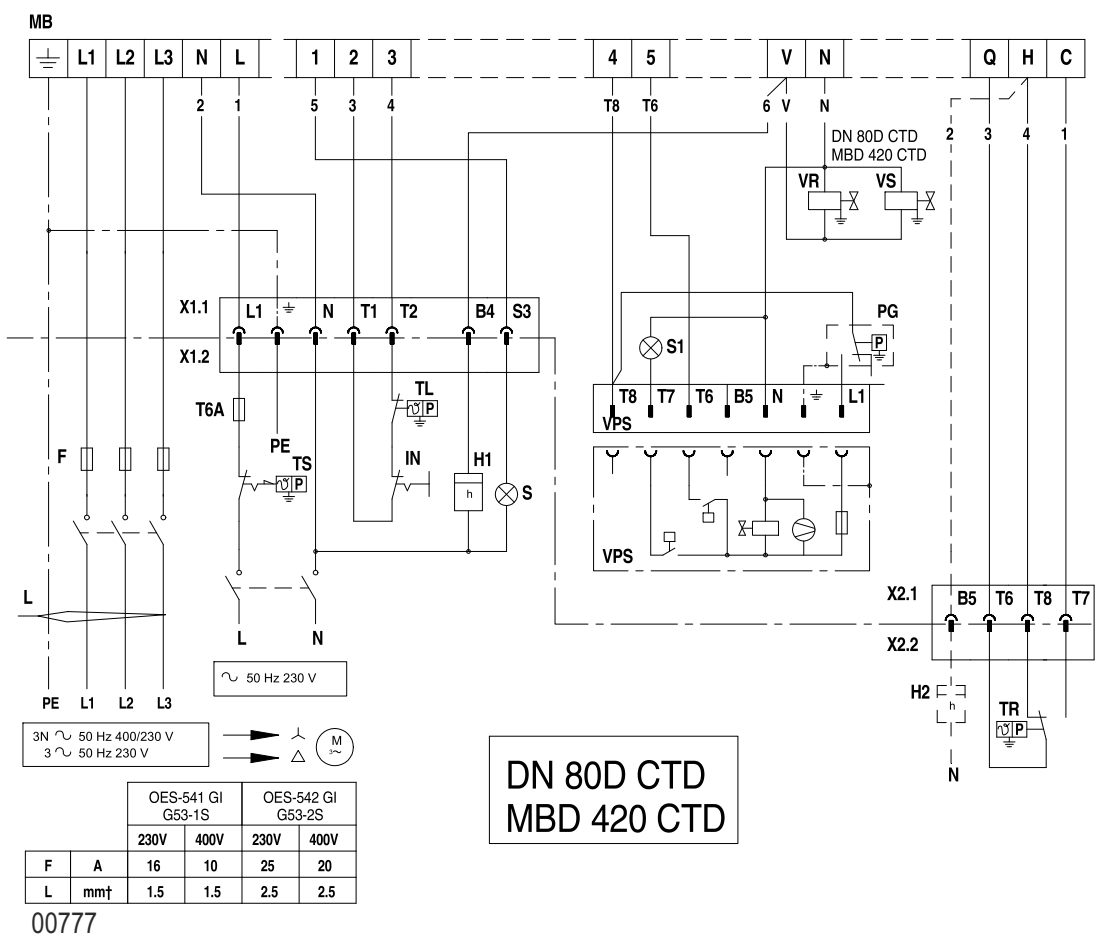 MB
L1 L2 L3 N L 1 2 3 4 5 V N Q H C
2 1 5 3 4 T8 T6 6 V N 2 3 4 1
DN 80D CTD
MBD 420 CTD
VR VS
X1.1 L1 N T1 T2 B4 S3
PG
P
X1.2
S1
T8 T7 T6 B5 N L1
VPS
T6A
TL
ϑ P
F
PE
TS
ϑ P
IN
H1
h
S
VPS
L
L N
X2.1 B5 T6 T8 T7
X2.2
50 Hz 230 V
H2
h
TR
ϑ P
PE L1 L2 L3
N
3N 50 Hz 400/230 V
3 50 Hz 230 V
M
3~
DN 80D CTD
MBD 420 CTD
OES-541 GI OES-542 GI
G53-1S G53-2S
230V 400V 230V 400V
F A 16 10 25 20
L mm† 1.5 1.5 2.5 2.5
00777